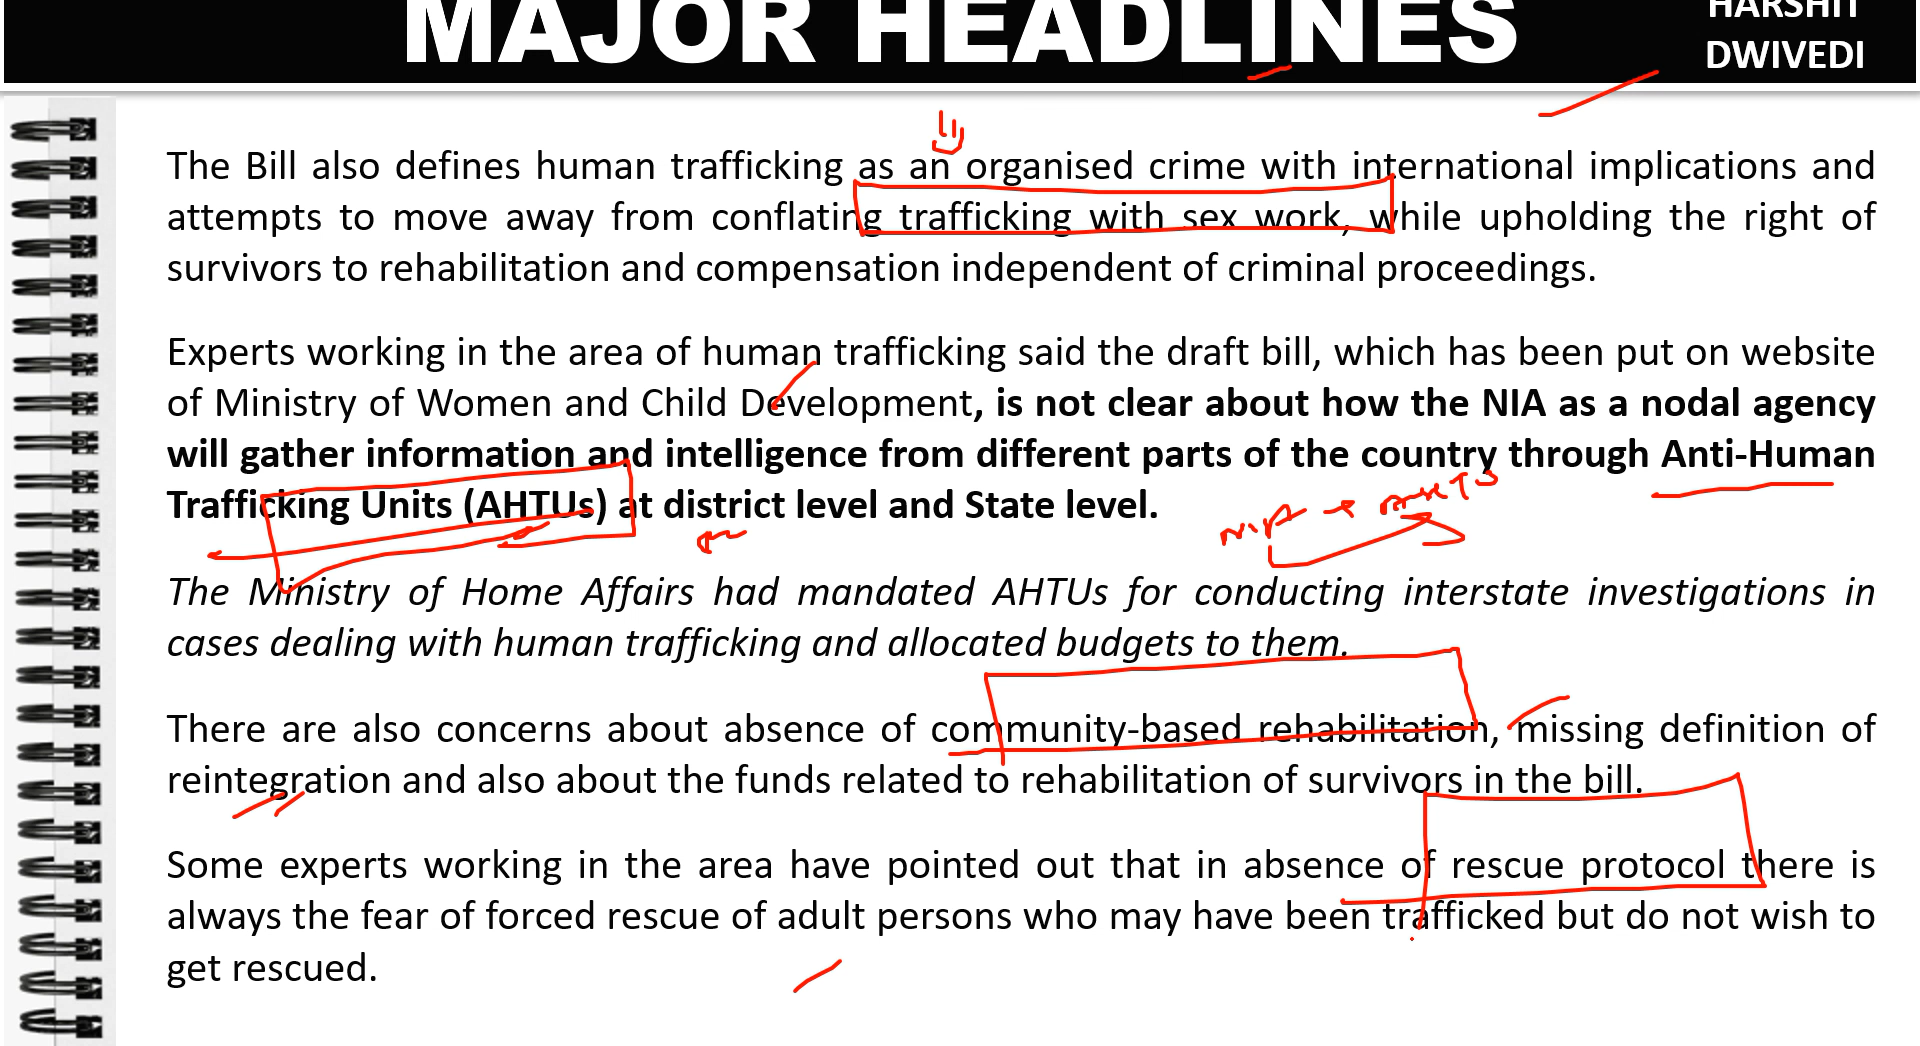 MAJOR HEADLINES
HARSHIT
DWIVEDI
The Bill also defines human trafficking as an organised crime with international implications and
attempts to move away from conflating trafficking with sex work, while upholding the right of
survivors to rehabilitation and compensation independent of criminal proceedings.
Experts working in the area of human trafficking said the draft bill, which has been put on website
of Ministry of Women and Child Development, is not clear about how the NIA as a nodal agency
will gather information and intelligence from different parts of the country through Anti-Human
Trafficking Units (AHTUs) at district level and State level.
The Ministry of Home Affairs had mandated AHTUs for conducting interstate investigations in
cases dealing with human trafficking and allocated budgets to them.
There are also concerns about absence of community-based rehabilitation, missing definition of
reintegration and also about the funds related to rehabilitation of survivors in the bill.
Some experts working in the area have pointed out that in absence of rescue protocol there is
always the fear of forced rescue of adult persons who may have been trafficked but do not wish to
get rescued.